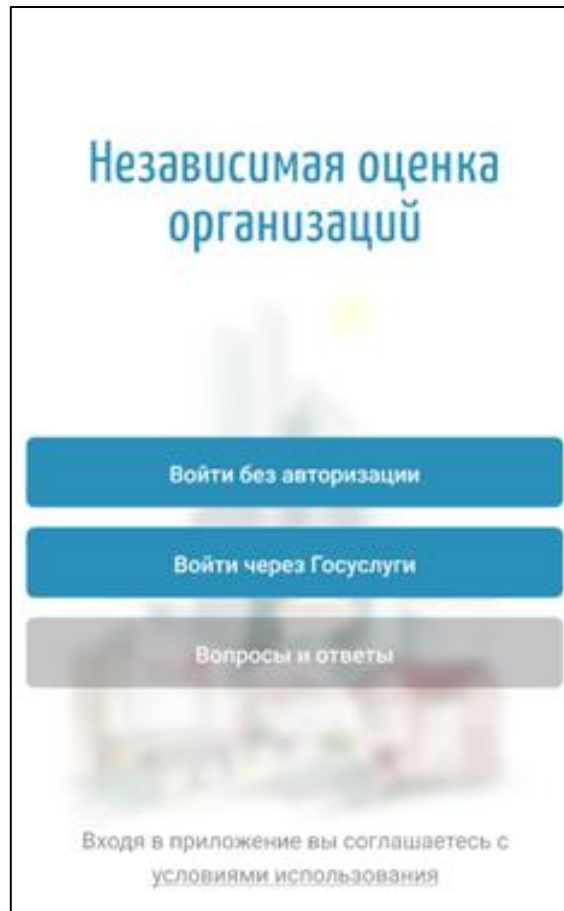 Независимая оценка
организаций
Войти без авторизации
Войти через Госуслуги
Вопросы и ответы
Входя в приложение вы соглашаетесь с
условиями использования